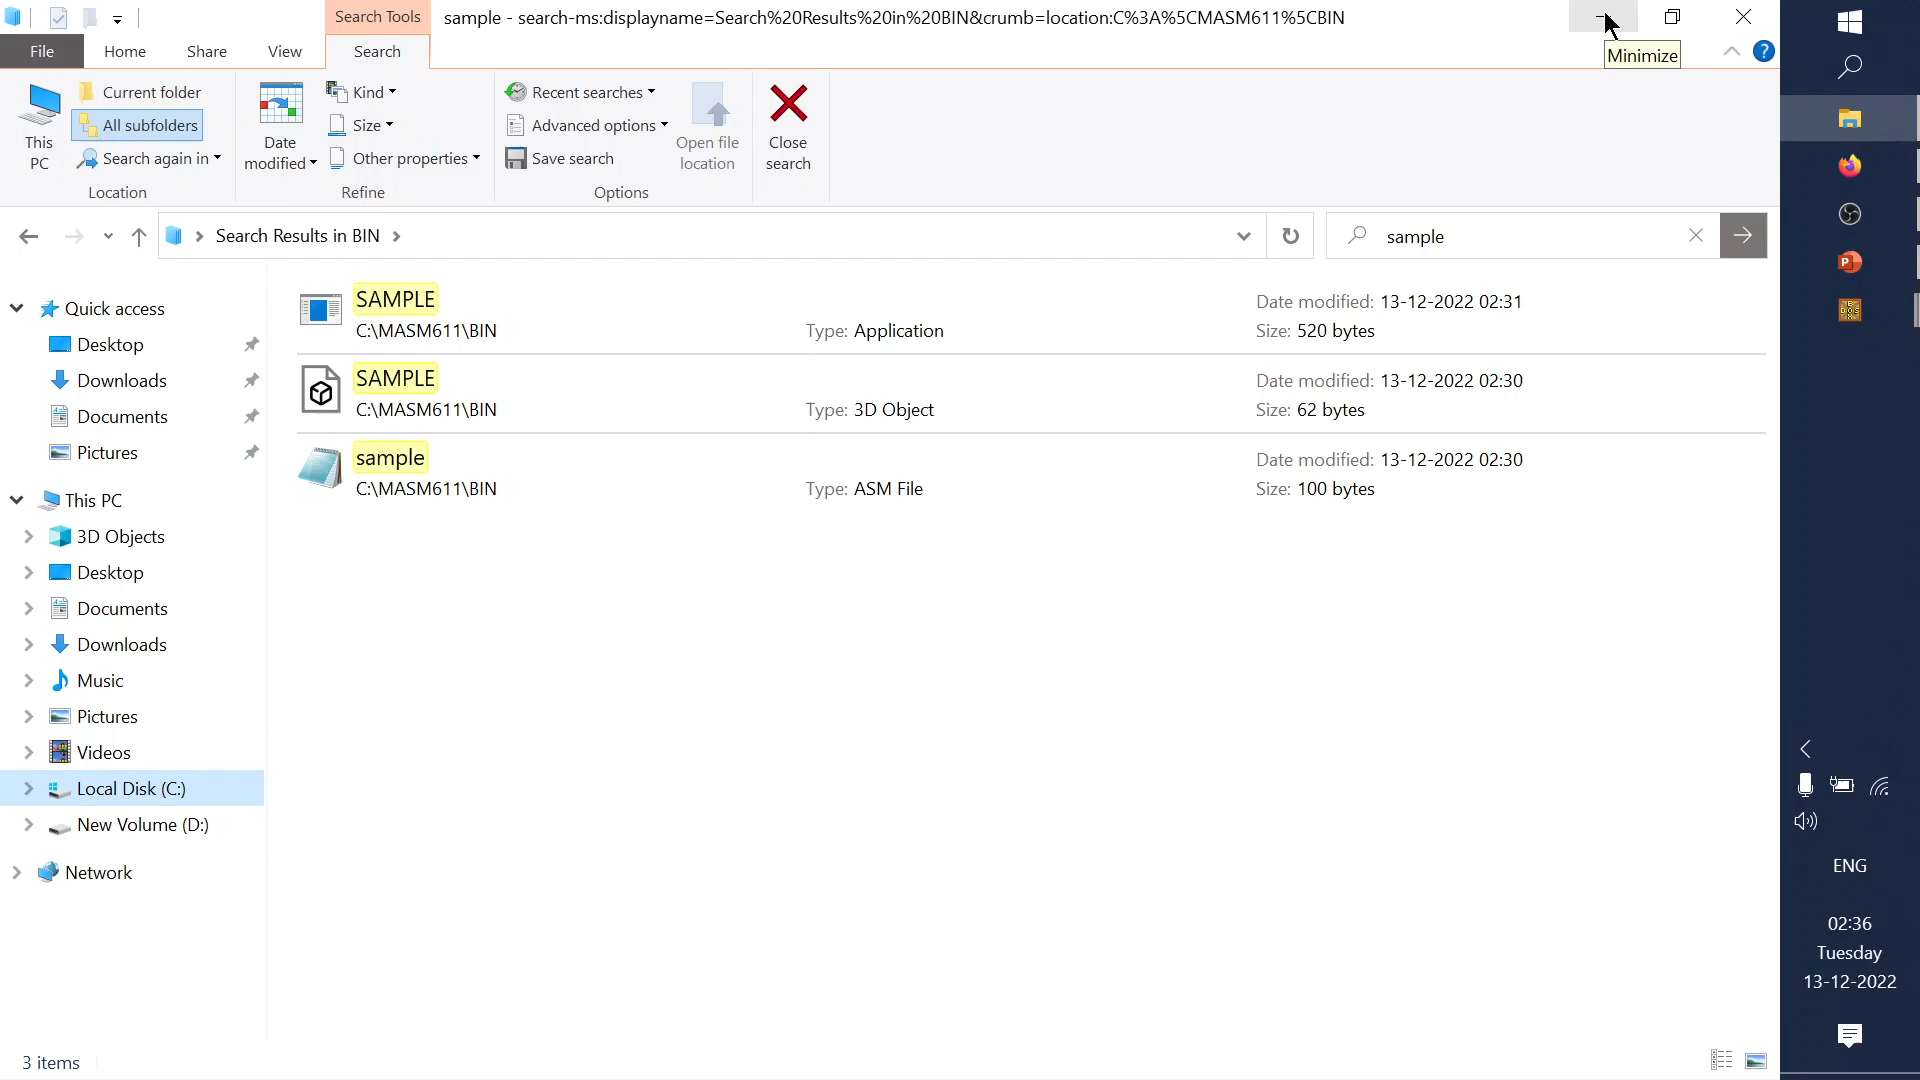 Search Tools
sample - search-ms:displayname=Search%20Results%20in%20BIN&crumb=location:C%3A%5CMASM611%5CBIN
Minimize
File
Home
Share
View
Search
?
This PC
Current folder
All subfolders
Search again in
Location
Date modified
Kind
Size
Other properties
Refine
Recent searches
Advanced options
Save search
Open file location
Options
Close search
Search Results in BIN
sample
Quick access
Desktop
Downloads
Documents
Pictures
This PC
3D Objects
Desktop
Documents
Downloads
Music
Pictures
Videos
Local Disk (C:)
New Volume (D:)
Network
SAMPLE
C:\MASM611\BIN
Type: Application
Date modified: 13-12-2022 02:31
Size: 520 bytes
SAMPLE
C:\MASM611\BIN
Type: 3D Object
Date modified: 13-12-2022 02:30
Size: 62 bytes
sample
C:\MASM611\BIN
Type: ASM File
Date modified: 13-12-2022 02:30
Size: 100 bytes
3 items
P
ENG
02:36
Tuesday
13-12-2022